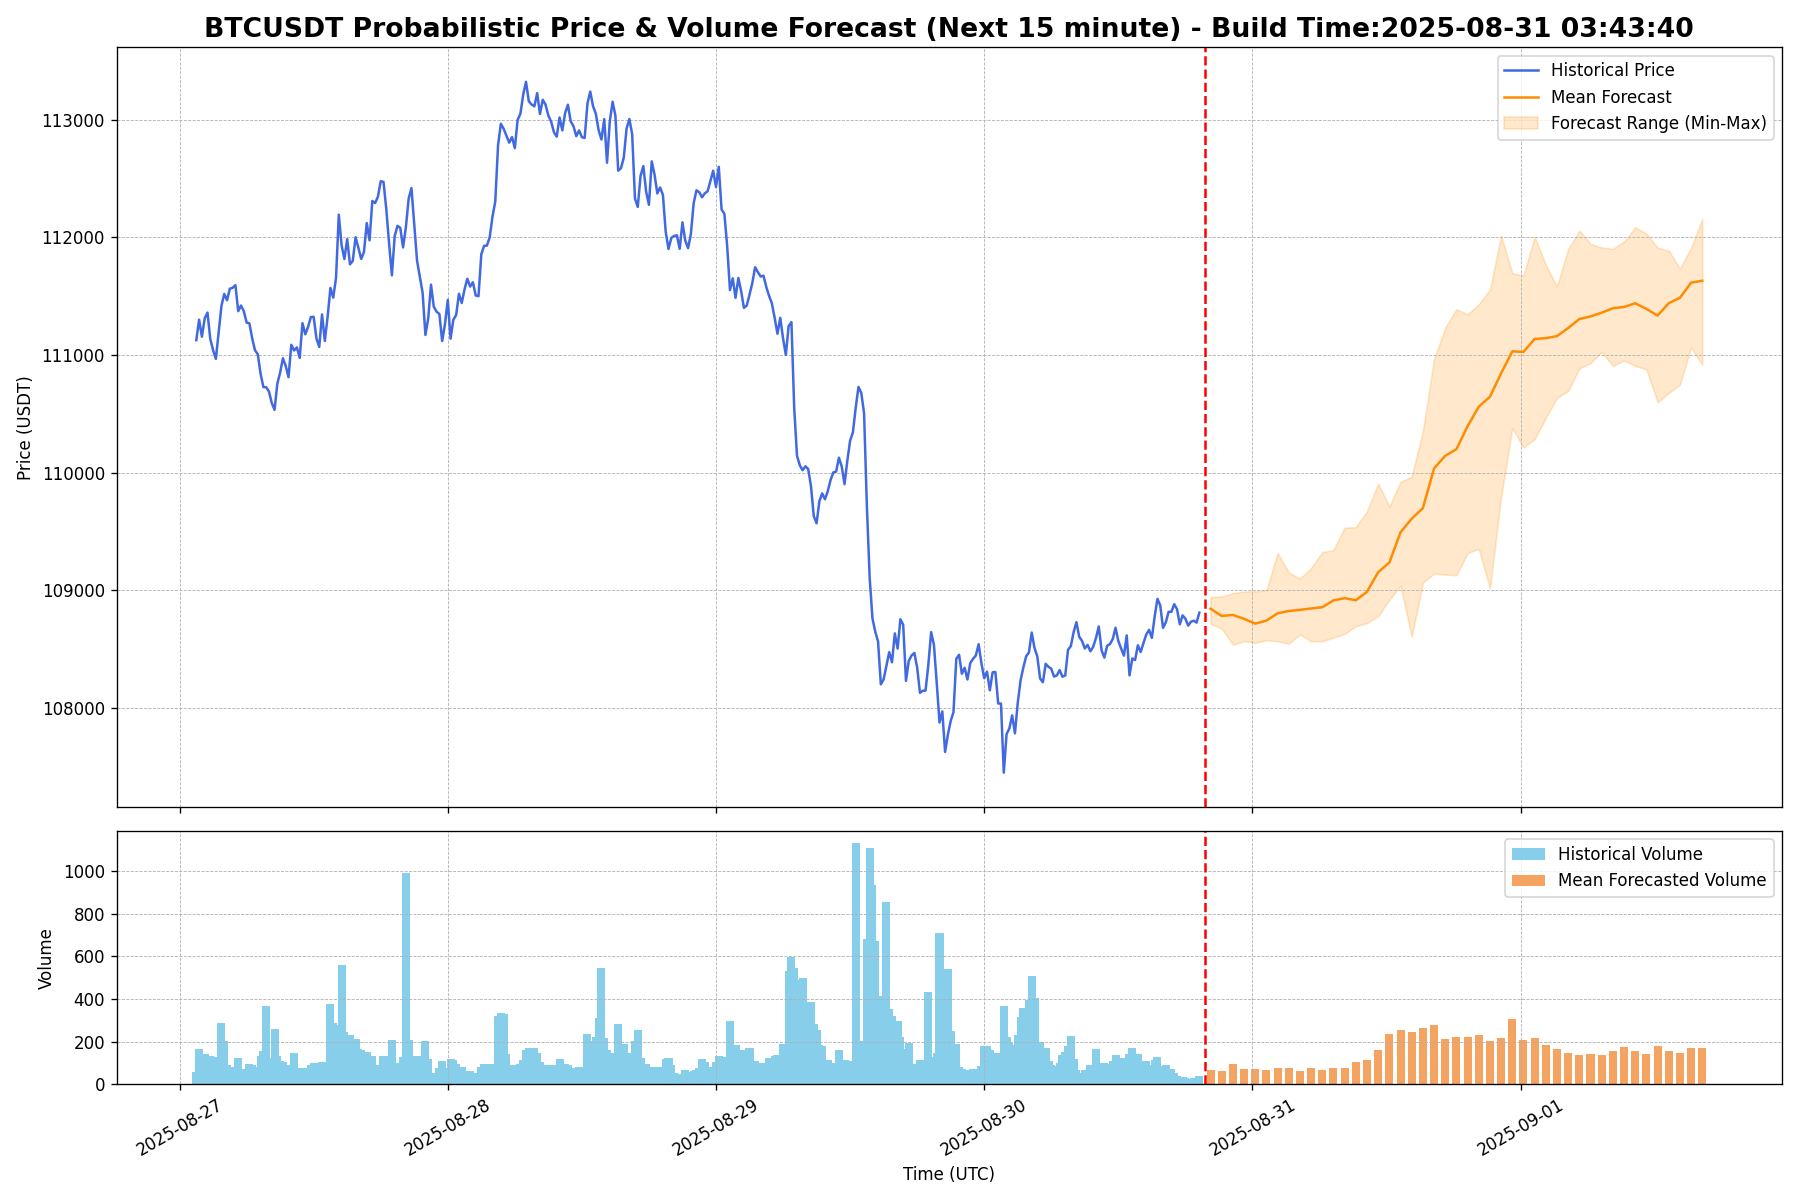 BTCUSDT Probabilistic Price & Volume Forecast (Next 15 minute) - Build Time:2025-08-31 03:43:40
Historical Price
Mean Forecast
Forecast Range (Min-Max)
Price (USDT)
113000
112000
111000
110000
109000
108000
Historical Volume
Mean Forecasted Volume
Volume
1000
800
600
400
200
0
2025-08-27
2025-08-28
2025-08-29
2025-08-30
2025-08-31
2025-09-01
Time (UTC)